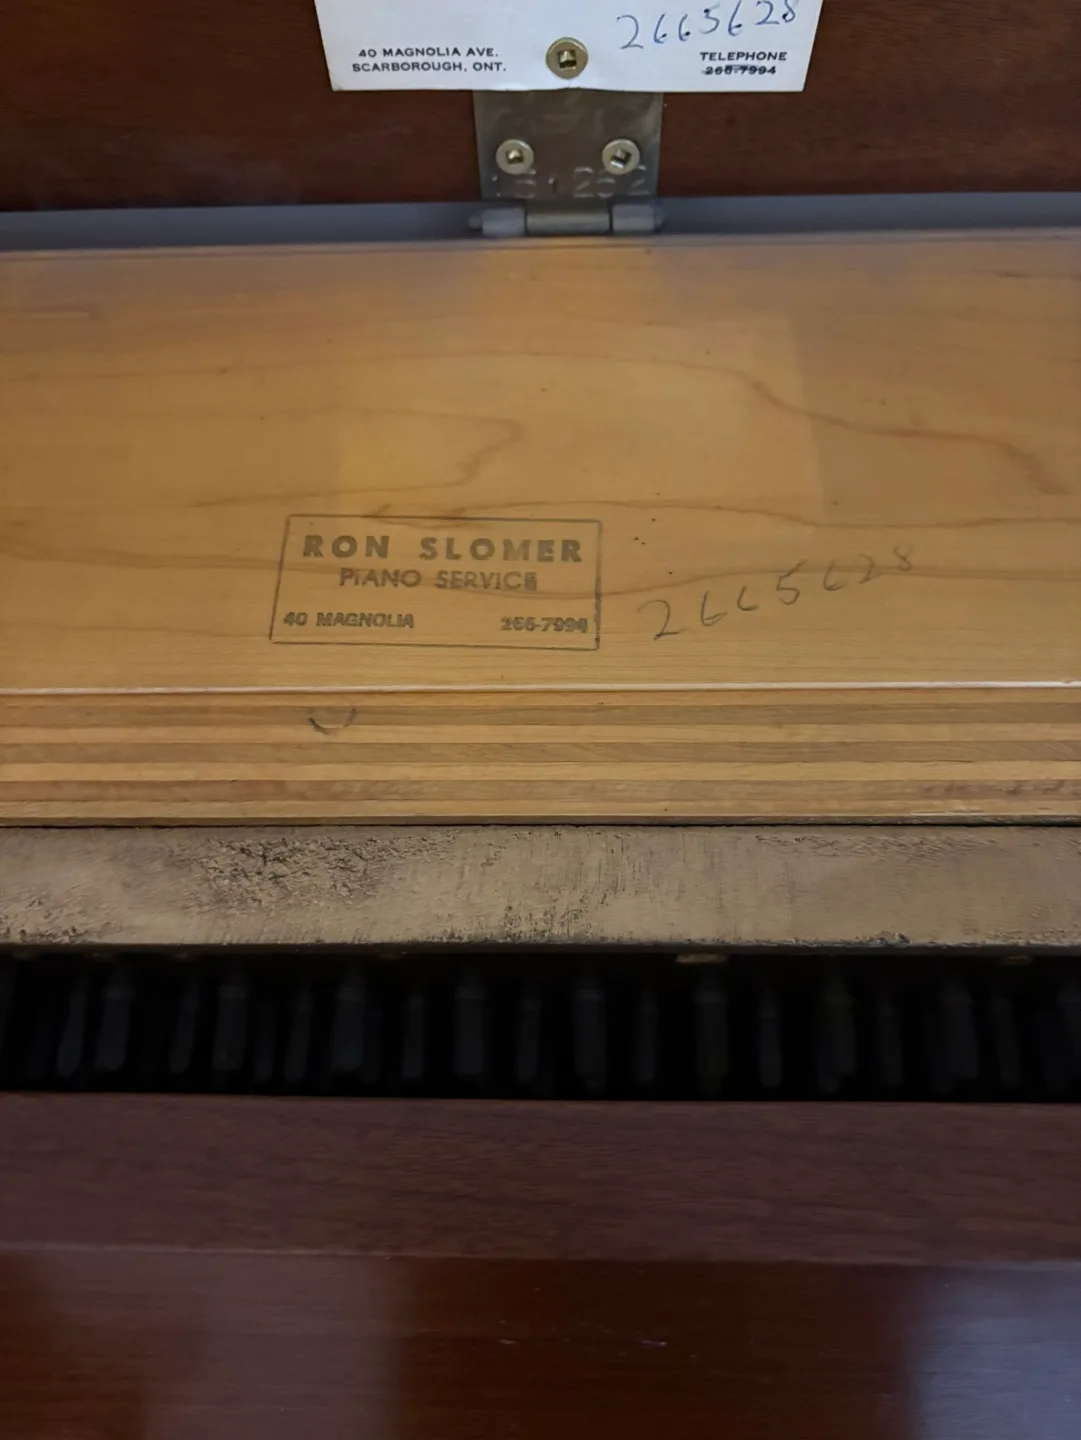 2665628
40 MAGNOLIA AVE.
SCARBOROUGH, ONT.
TELEPHONE
266-7994
RON SLOMER
PIANO SERVICE
40 MAGNOLIA 266-7994
2665628